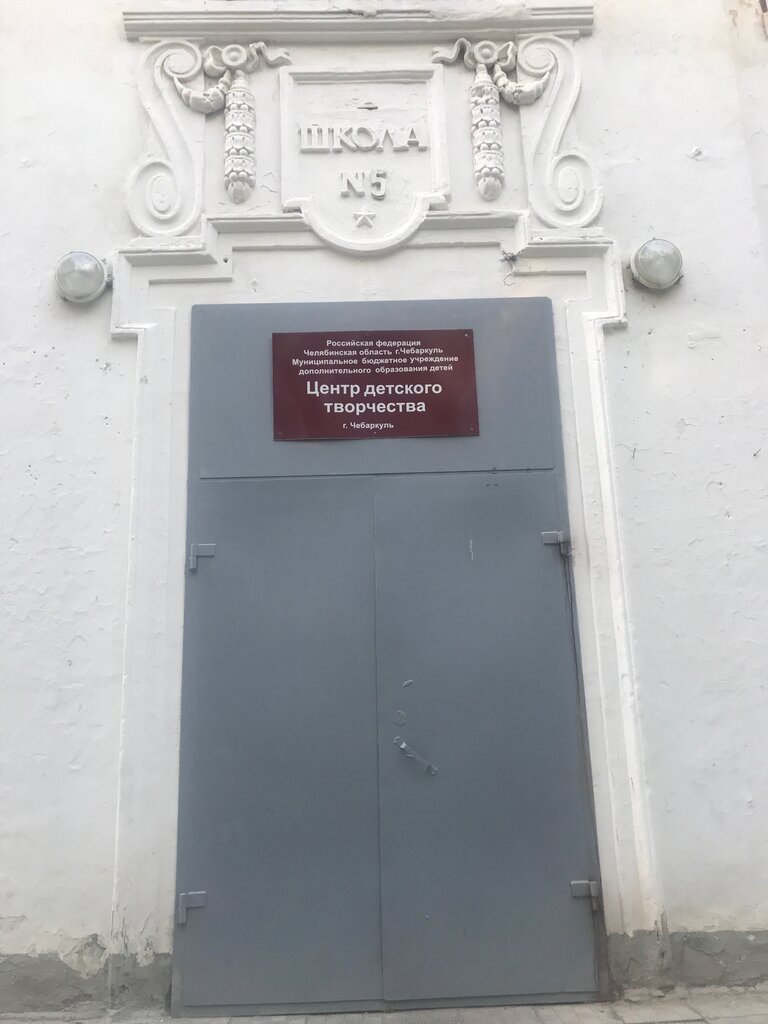 ШКОЛА
№5
Российская федерация
Челябинская область г.Чебаркуль
Муниципальное бюджетное учреждение
дополнительного образования детей
Центр детского
творчества
г. Чебаркуль